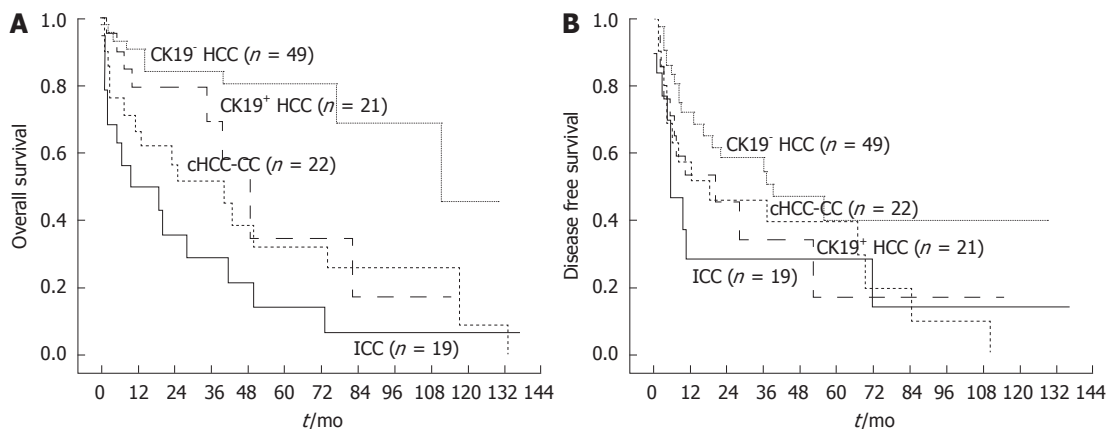 A
Overall survival
1.0
0.8
0.6
0.4
0.2
0.0
CK19⁻ HCC (n = 49)
CK19⁺ HCC (n = 21)
cHCC-CC (n = 22)
ICC (n = 19)
0 12 24 36 48 60 72 84 96 108 120 132 144
t/mo
B
Disease free survival
1.0
0.8
0.6
0.4
0.2
0.0
CK19⁻ HCC (n = 49)
cHCC-CC (n = 22)
CK19⁺ HCC (n = 21)
ICC (n = 19)
0 12 24 36 48 60 72 84 96 108 120 132 144
t/mo